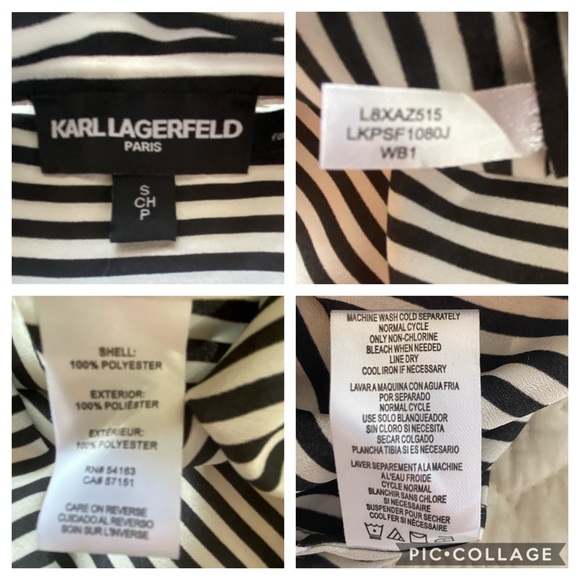 KARL LAGERFELD
PARIS
S
CH
P
L8XAZ515
LKPSF1080J
WB1
SHELL:
100% POLYESTER
EXTERIOR:
100% POLIÉSTER
EXTÉRIEUR:
100% POLYESTER
RN# 54163
CA# 57151
CARE ON REVERSE
CUIDADO AL REVERSO
SOIN SUR L'INVERSE
MACHINE WASH COLD SEPARATELY
NORMAL CYCLE
ONLY NON-CHLORINE
BLEACH WHEN NEEDED
LINE DRY
COOL IRON IF NECESSARY
LAVAR A MAQUINA CON AGUA FRIA
POR SEPARADO
NORMAL CYCLE
USE SOLO BLANQUEADOR
SIN CLORO SI NECESITA
SECAR COLGADO
PLANCHA TIBIA SI ES NECESARIO
LAVER SEPAREMENT A LA MACHINE
A L'EAU FROIDE
CYCLE NORMAL
BLANCHIR SANS CHLORE
SI NÉCESSAIRE
SUSPENDER POUR SECHER
COOL FER SI NÉCESSAIRE
PIC•COLLAGE